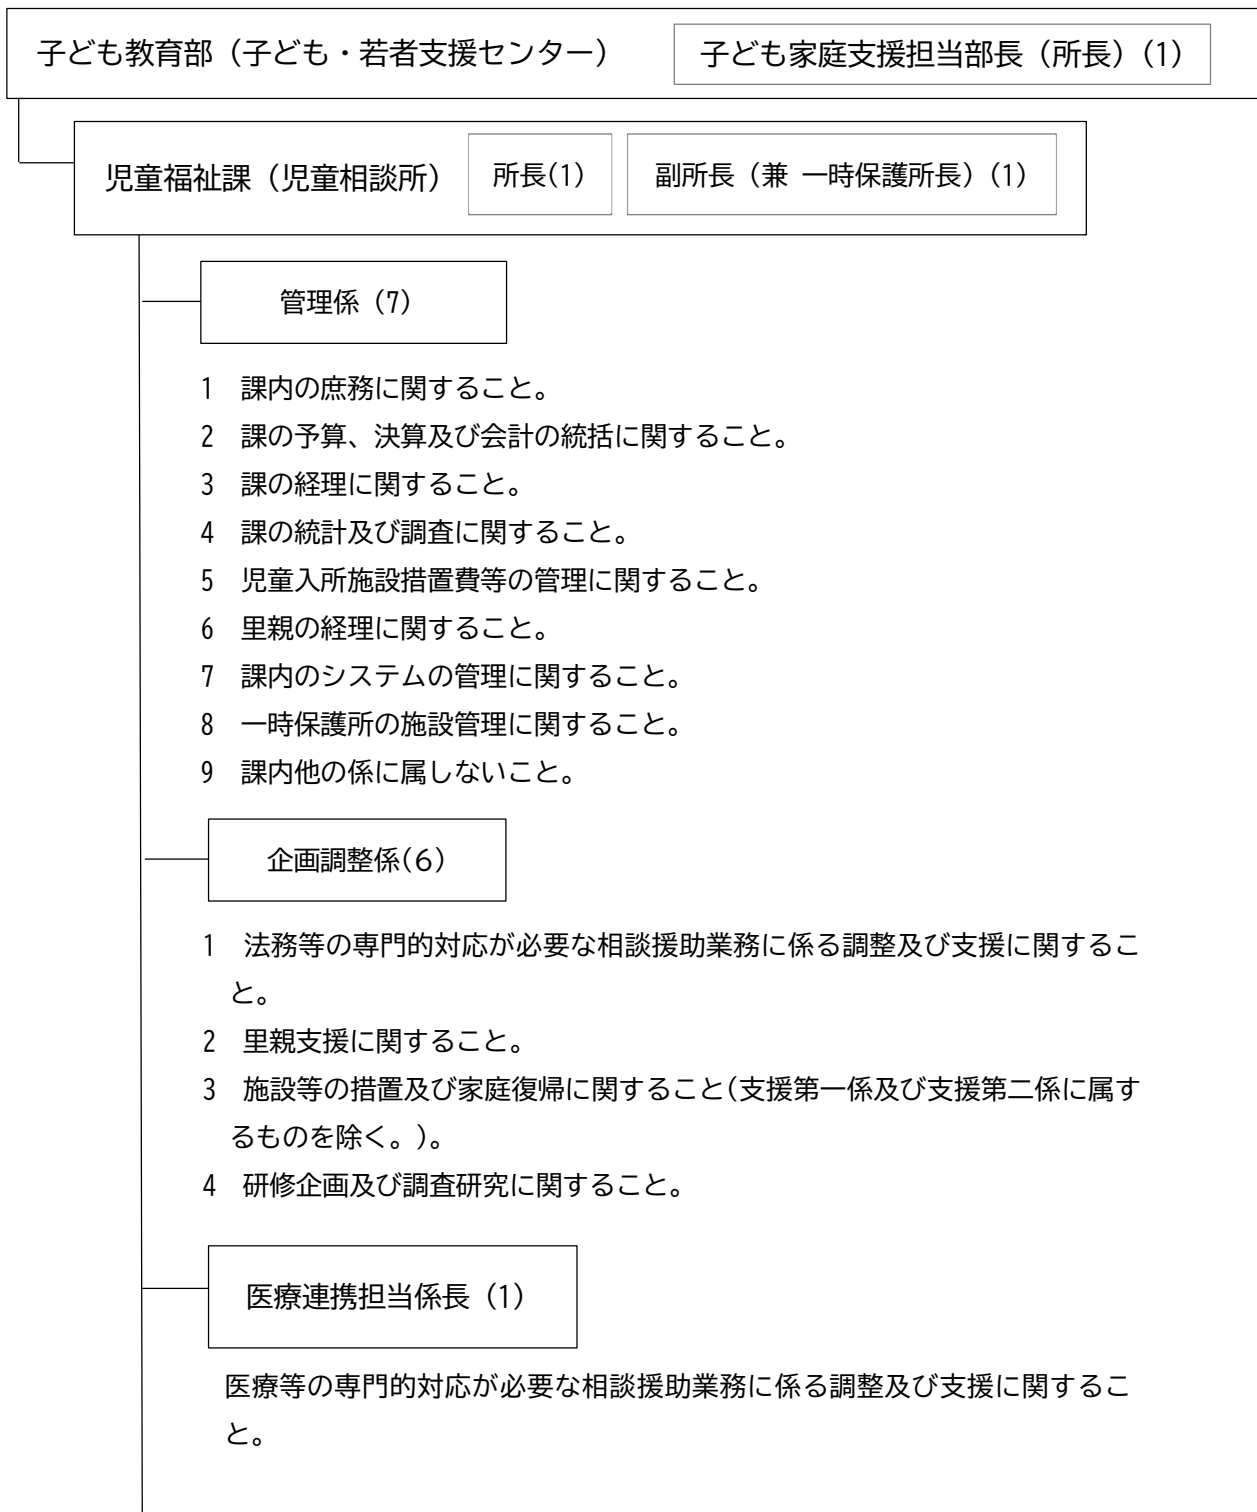 子ども教育部（子ども・若者支援センター）　子ども家庭支援担当部長（所長）(1)
児童福祉課（児童相談所）　所長(1)　副所長（兼　一時保護所長）(1)
管理係（7）
1　課内の庶務に関すること。
2　課の予算、決算及び会計の統括に関すること。
3　課の経理に関すること。
4　課の統計及び調査に関すること。
5　児童入所施設措置費等の管理に関すること。
6　里親の経理に関すること。
7　課内のシステムの管理に関すること。
8　一時保護所の施設管理に関すること。
9　課内他の係に属しないこと。
企画調整係(6)
1　法務等の専門的対応が必要な相談援助業務に係る調整及び支援に関するこ
と。
2　里親支援に関すること。
3　施設等の措置及び家庭復帰に関すること(支援第一係及び支援第二係に属す
るものを除く。)。
4　研修企画及び調査研究に関すること。
医療連携担当係長（1）
医療等の専門的対応が必要な相談援助業務に係る調整及び支援に関するこ
と。